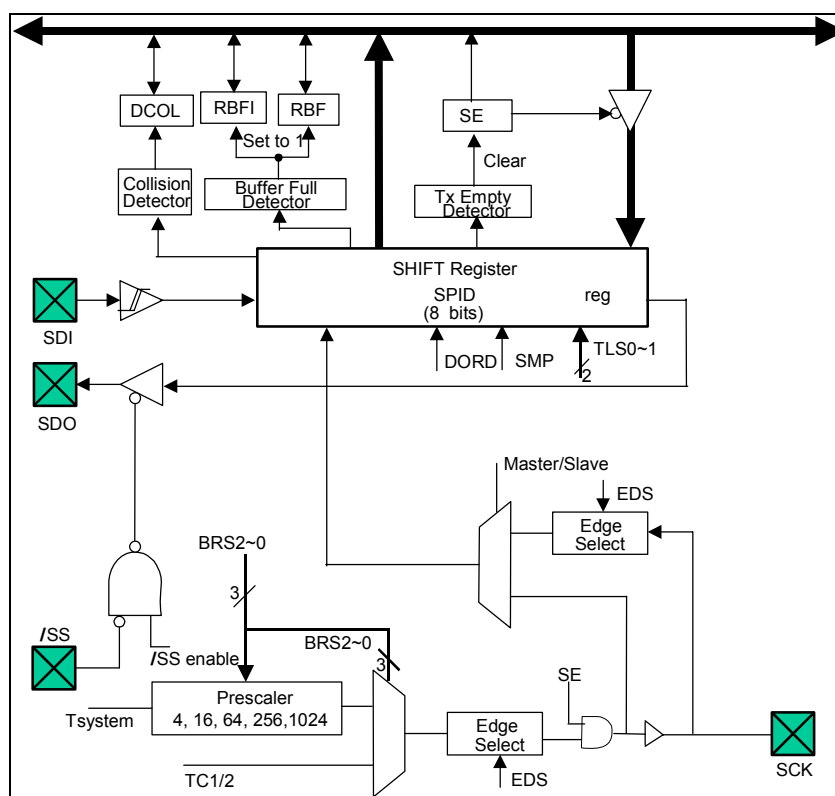 DCOL
RBFI
RBF
SE
Set to 1
Clear
Collision
Detector
Buffer Full
Detector
Tx Empty
Detector
SHIFT Register
SPID
reg
(8 bits)
SDI
DORD
SMP
TLS0~1
2
SDO
Master/Slave
EDS
Edge
Select
BRS2~0
3
/SS
/SS enable
BRS2~0
3
Prescaler
4, 16, 64, 256,1024
Tsystem
SE
Edge
Select
TC1/2
EDS
SCK